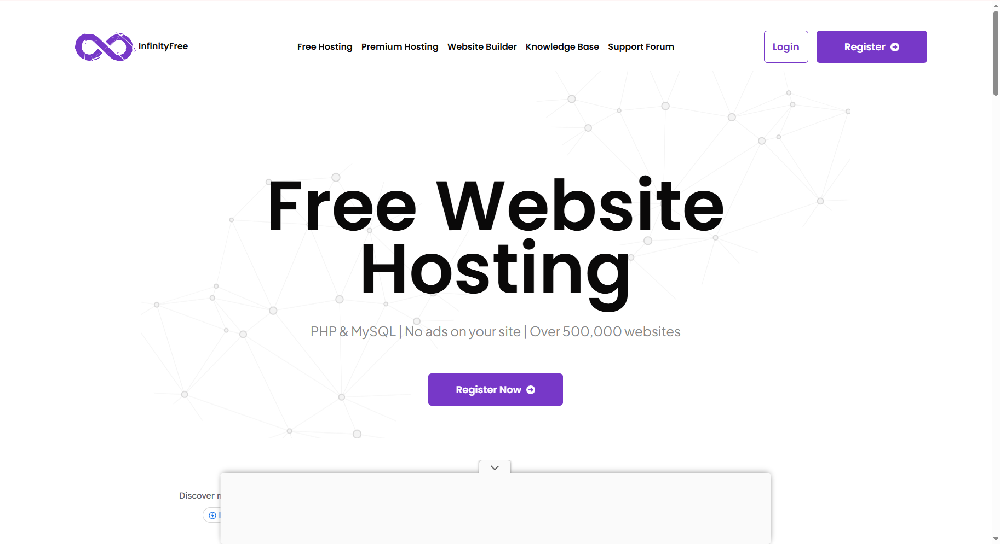 InfinityFree
Free Hosting Premium Hosting Website Builder Knowledge Base Support Forum
Login
Register
Free Website
Hosting
PHP & MySQL | No ads on your site | Over 500,000 websites
Register Now
Discover